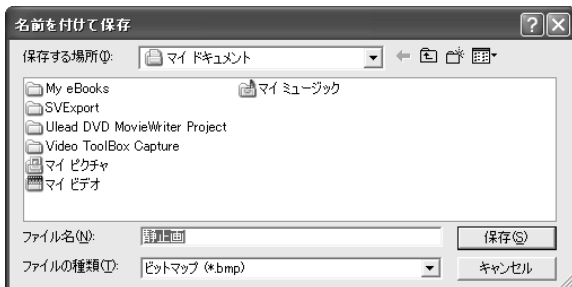 名前を付けて保存
保存する場所(I): マイ ドキュメント
My eBooks マイ ミュージック
SVExport
Ulead DVD MovieWriter Project
Video ToolBox Capture
マイ ピクチャ
マイ ビデオ
ファイル名(N): 静止画 保存(S)
ファイルの種類(T): ビットマップ (*.bmp) キャンセル